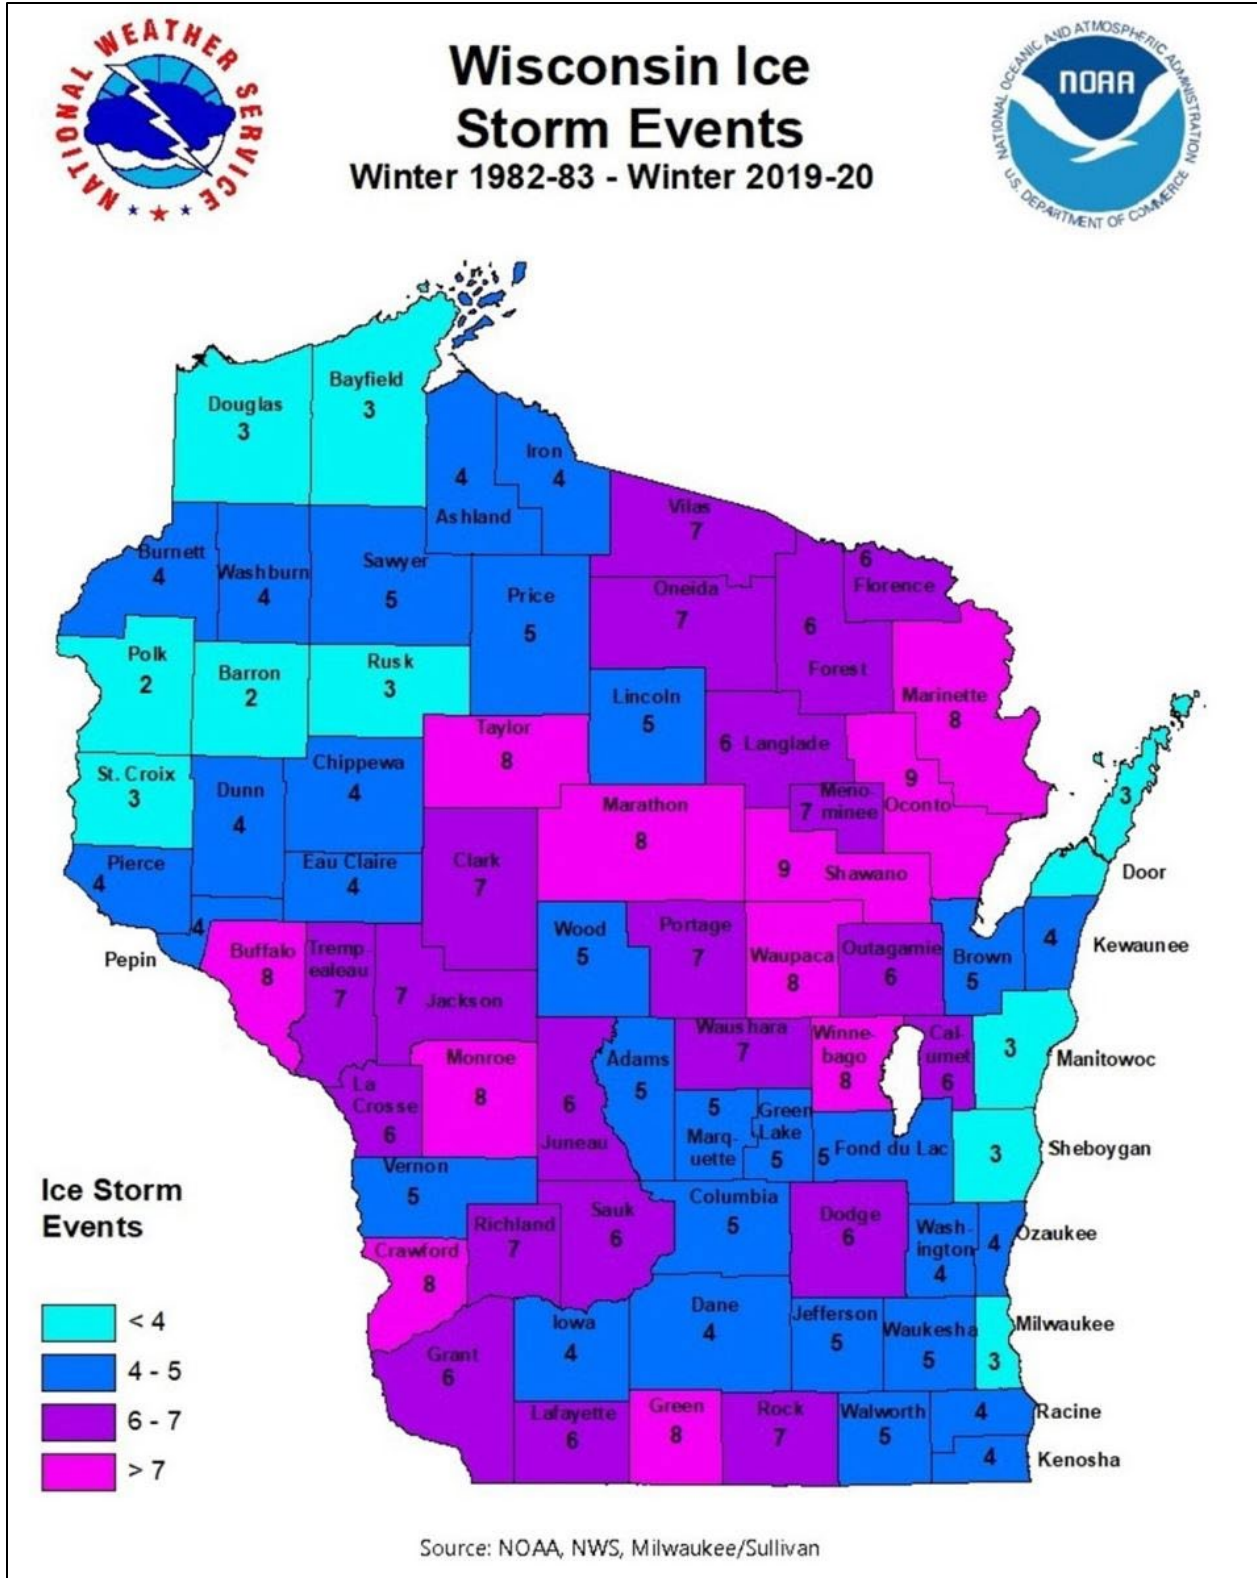 NATIONAL WEATHER SERVICE
Wisconsin Ice
Storm Events
Winter 1982-83 - Winter 2019-20
NATIONAL OCEANIC AND ATMOSPHERIC ADMINISTRATION
NOAA
U.S. DEPARTMENT OF COMMERCE
Bayfield
3
Douglas
3
Iron
4
4
Ashland
Vilas
7
Burnett
4
Washburn
4
Sawyer
5
Price
5
Oneida
7
6
Florence
6
Forest
Polk
2
Barron
2
Rusk
3
Lincoln
5
Marinette
8
Taylor
8
6 Langlade
St. Croix
3
Dunn
4
Chippewa
4
Marathon
8
9
Oconto
Meno-
7 minee
3
Door
Pierce
4
Eau Claire
4
Clark
7
9
Shawano
4
Pepin
Buffalo
8
Tremp
ealeau
7
7 Jackson
Wood
5
Portage
7
Waupaca
8
Outagamie
6
Brown
5
4
Kewaunee
Monroe
8
Adams
5
Waushara
7
Winne-
bago
8
Cal-
umet
6
3
Manitowoc
La
Crosse
6
6
Juneau
5
Marq-
uette
Green
Lake
5
5 Fond du Lac
3
Sheboygan
Vernon
5
Richland
7
Sauk
6
Columbia
5
Dodge
6
Wash-
ington
4
4
Ozaukee
Crawford
8
Iowa
4
Dane
4
Jefferson
5
Waukesha
5
3
Milwaukee
Grant
6
Lafayette
6
Green
8
Rock
7
Walworth
5
4
Racine
4
Kenosha
Ice Storm
Events
< 4
4 - 5
6 - 7
> 7
Source: NOAA, NWS, Milwaukee/Sullivan